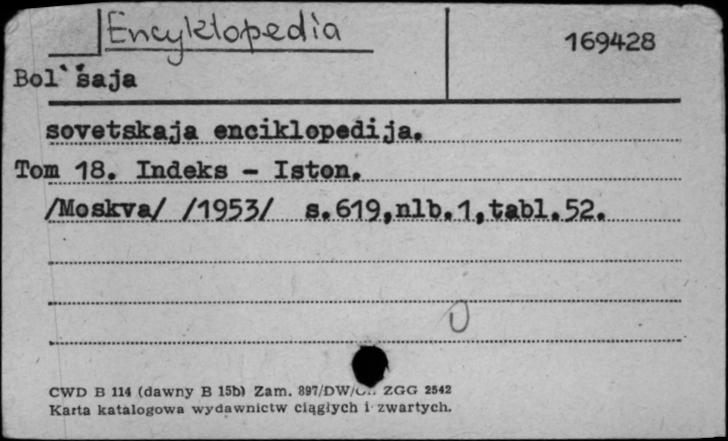 Encyklopedia
169428
Bol`šaja
sovetskaja enciklopedija.
Tom 18. Indeks - Iston.
/Moskva/ /1953/ s.619,nlb.1,tabl.52.
U
CWD B 114 (dawny B 15b) Zam. 897/DW/ ZGG 2542
Karta katalogowa wydawnictw ciągłych i zwartych.